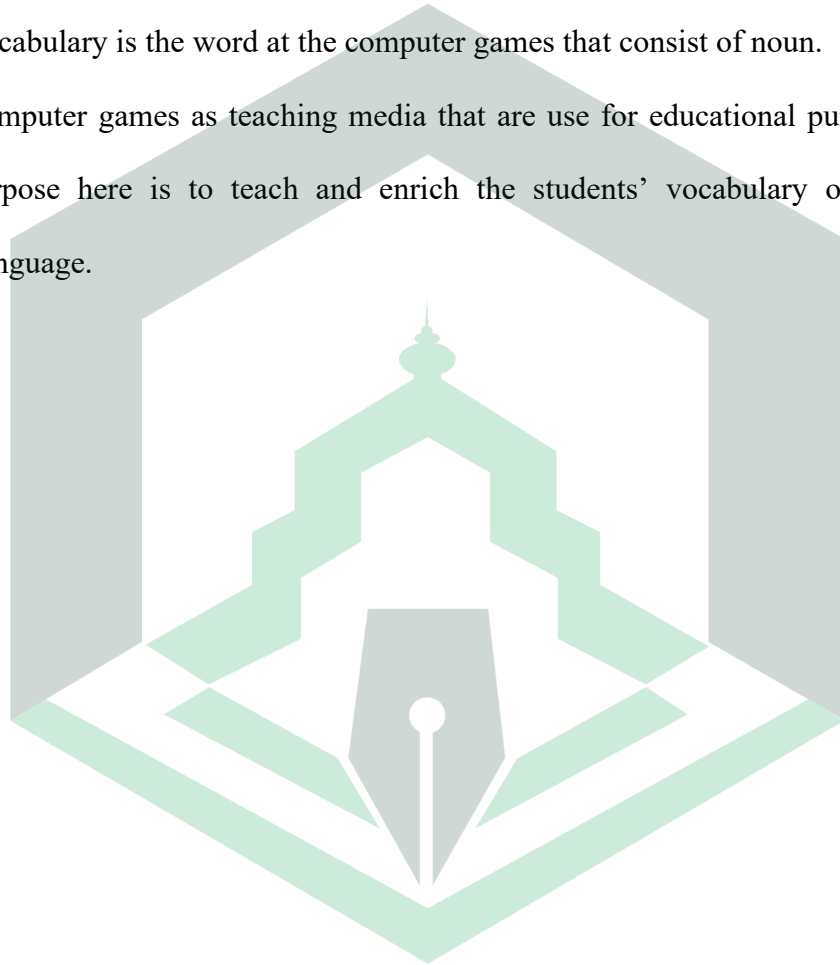 cabulary is the word at the computer games that consist of noun.
mputer games as teaching media that are use for educational pu
rpose here is to teach and enrich the students’ vocabulary o
nguage.